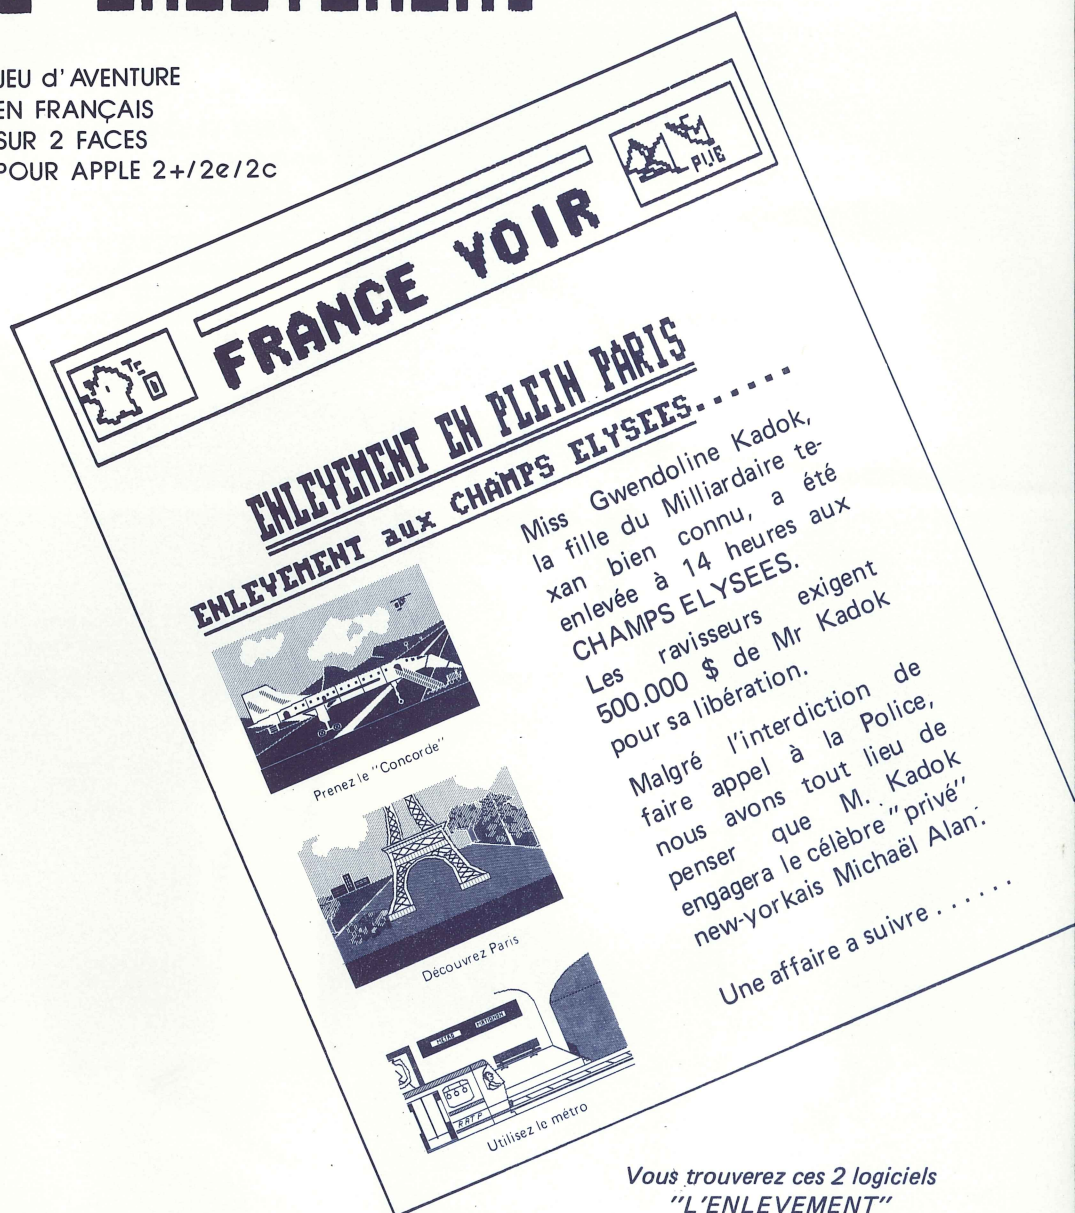 JEU d'AVENTURE
EN FRANÇAIS
SUR 2 FACES
POUR APPLE 2+/2e/2c
FRANCE VOIR
PIJE
ENLEVEMENT EN PLEIN PARIS
ENLEVEMENT aux CHAMPS ELYSEES......
Prenez le "Concorde"
Découvrez Paris
METRO
RATP
Utilisez le métro
Miss Gwendoline Kadok,
la fille du Milliardaire te-
xan bien connu, a été
enlevée à 14 heures aux
CHAMPS ELYSEES.
Les ravisseurs exigent
500.000 $ de Mr Kadok
pour sa libération.
Malgré l'interdiction de
faire appel à la Police,
nous avons tout lieu de
penser que M. Kadok
engagera le célèbre "privé"
new-yorkais Michaël Alan.
Une affaire a suivre......
Vous trouverez ces 2 logiciels
"L'ENLEVEMENT"